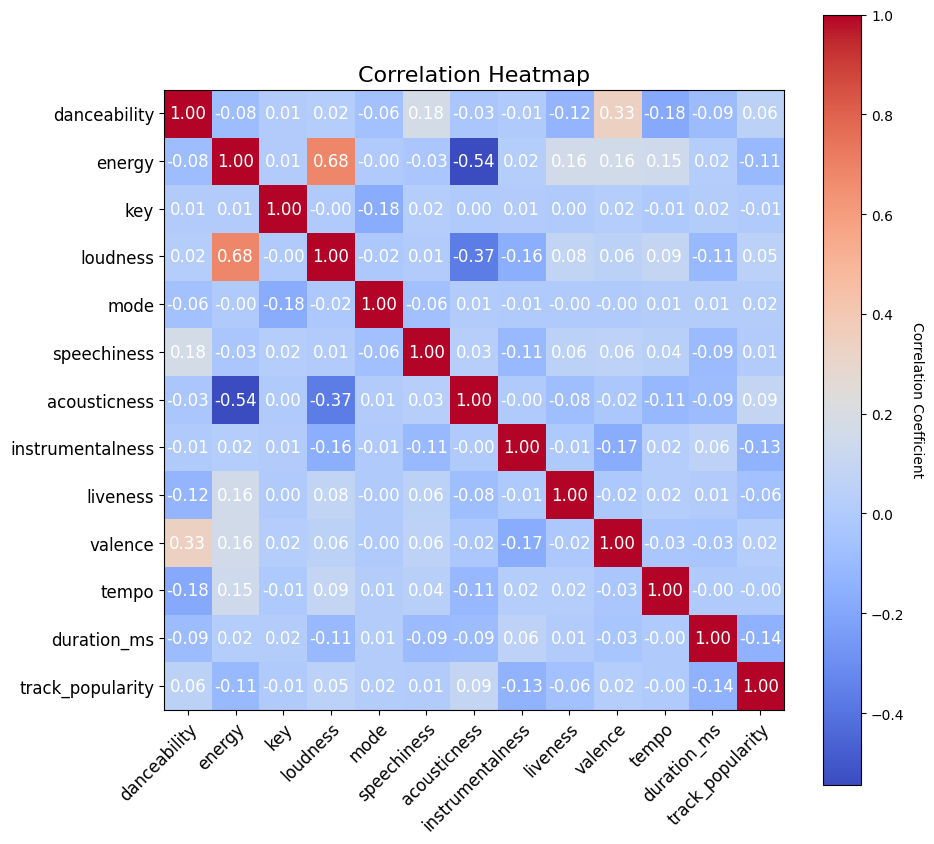 Correlation Heatmap
danceability 1.00 -0.08 0.01 0.02 -0.06 0.18 -0.03 -0.01 -0.12 0.33 -0.18 -0.09 0.06
energy -0.08 1.00 0.01 0.68 -0.00 -0.03 -0.54 0.02 0.16 0.16 0.15 0.02 -0.11
key 0.01 0.01 1.00 -0.00 -0.18 0.02 0.00 0.01 0.00 0.02 -0.01 0.02 -0.01
loudness 0.02 0.68 -0.00 1.00 -0.02 0.01 -0.37 -0.16 0.08 0.06 0.09 -0.11 0.05
mode -0.06 -0.00 -0.18 -0.02 1.00 -0.06 0.01 -0.01 -0.00 -0.00 0.01 0.01 0.02
speechiness 0.18 -0.03 0.02 0.01 -0.06 1.00 0.03 -0.11 0.06 0.06 0.04 -0.09 0.01
acousticness -0.03 -0.54 0.00 -0.37 0.01 0.03 1.00 -0.00 -0.08 -0.02 -0.11 -0.09 0.09
instrumentalness -0.01 0.02 0.01 -0.16 -0.01 -0.11 -0.00 1.00 -0.01 -0.17 0.02 0.06 -0.13
liveness -0.12 0.16 0.00 0.08 -0.00 0.06 -0.08 -0.01 1.00 -0.02 0.02 0.01 -0.06
valence 0.33 0.16 0.02 0.06 -0.00 0.06 -0.02 -0.17 -0.02 1.00 -0.03 -0.03 0.02
tempo -0.18 0.15 -0.01 0.09 0.01 0.04 -0.11 0.02 0.02 -0.03 1.00 -0.00 -0.00
duration_ms -0.09 0.02 0.02 -0.11 0.01 -0.09 -0.09 0.06 0.01 -0.03 -0.00 1.00 -0.14
track_popularity 0.06 -0.11 -0.01 0.05 0.02 0.01 0.09 -0.13 -0.06 0.02 -0.00 -0.14 1.00
danceability
energy
key
loudness
mode
speechiness
acousticness
instrumentalness
liveness
valence
tempo
duration_ms
track_popularity
1.0
0.8
0.6
0.4
0.2
0.0
−0.2
−0.4
Correlation Coefficient